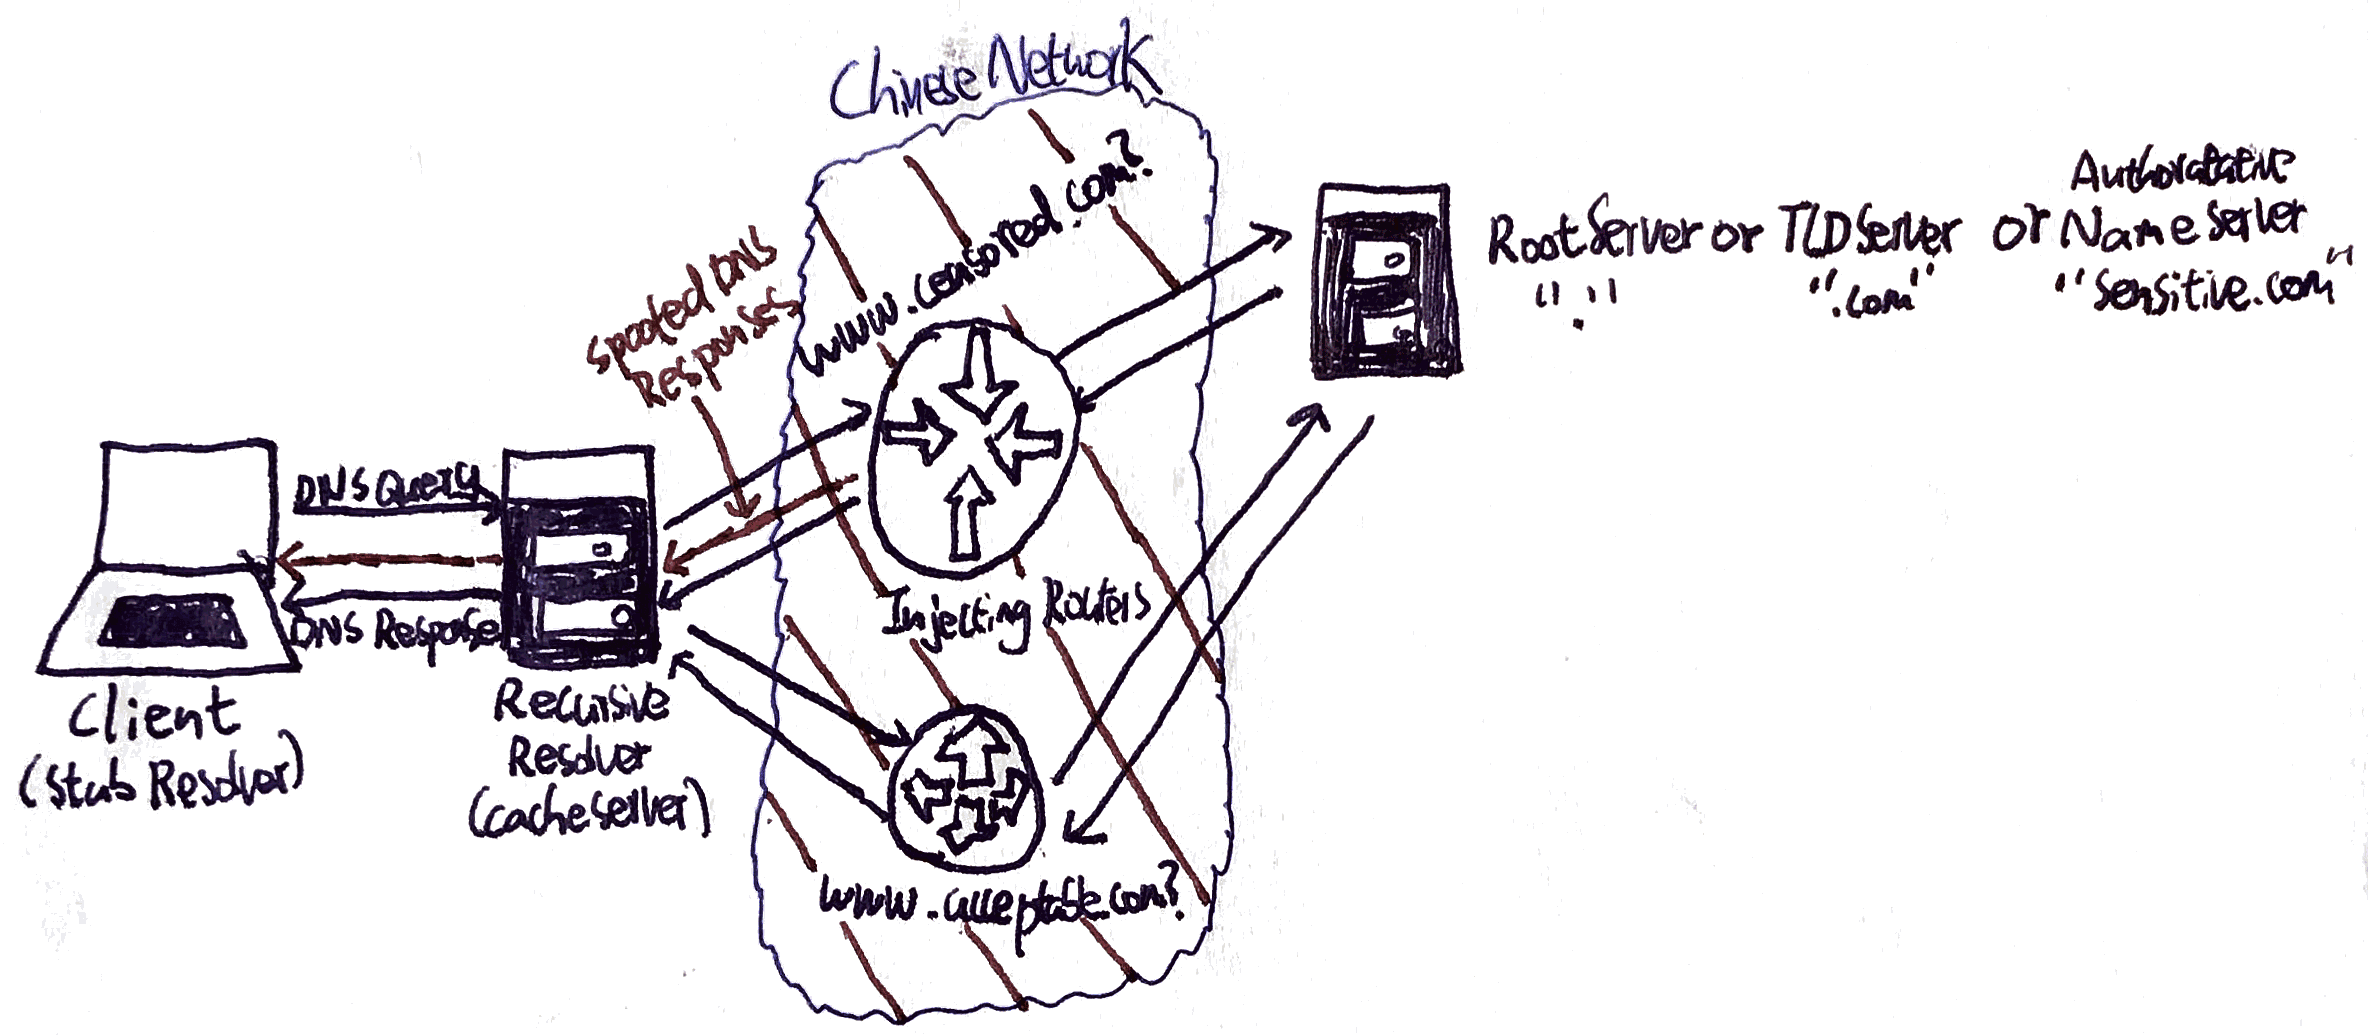 Chinese Network
www.censored.com?
Spoofed DNS
Responses
DNS Query
DNS Response
Client
(Stub Resolver)
Recursive
Resolver
(cache server)
Injecting Routers
www.acceptable.com?
Root Server or TLD Server or Authoratative Name Server
"." ".com" "sensitive.com"